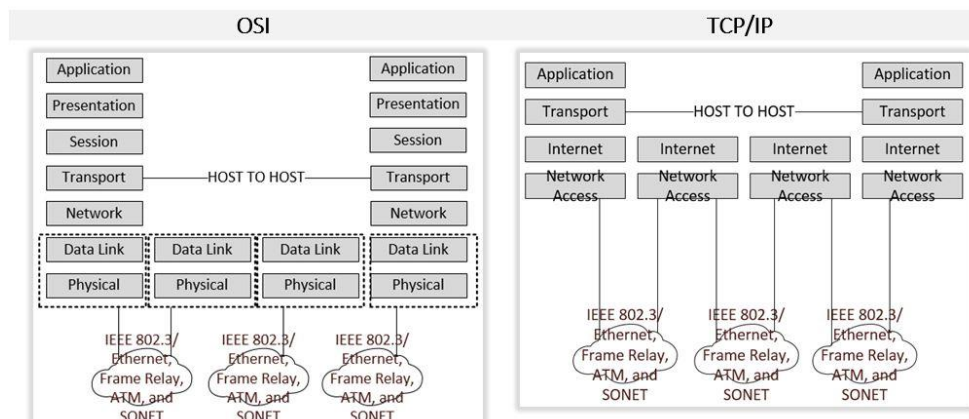 OSI
TCP/IP
Application
Application
Presentation
Presentation
Session
Session
Transport
HOST TO HOST
Transport
Network
Network
Data Link
Data Link
Data Link
Data Link
Physical
Physical
Physical
Physical
IEEE 802.3/
Ethernet,
Frame Relay,
ATM, and
SONET
IEEE 802.3/
Ethernet,
Frame Relay,
ATM, and
SONET
IEEE 802.3/
Ethernet,
Frame Relay,
ATM, and
SONET
Application
Application
Transport
HOST TO HOST
Transport
Internet
Internet
Internet
Internet
Network
Access
Network
Access
Network
Access
Network
Access
IEEE 802.3/
Ethernet,
Frame Relay,
ATM, and
SONET
IEEE 802.3/
Ethernet,
Frame Relay,
ATM, and
SONET
IEEE 802.3/
Ethernet,
Frame Relay,
ATM, and
SONET